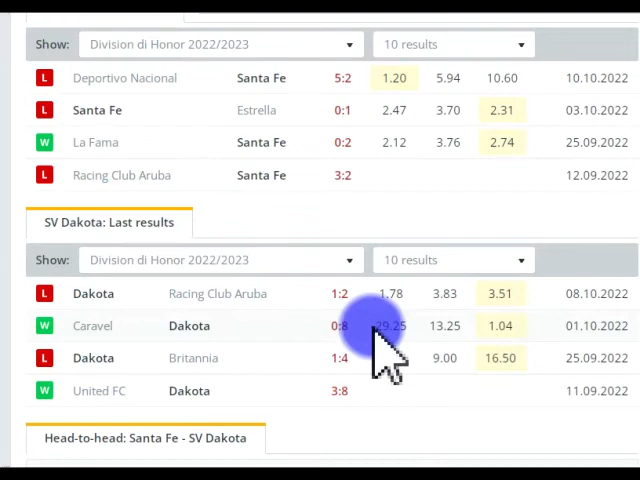 Show: Division di Honor 2022/2023 10 results
L Deportivo Nacional Santa Fe 5:2 1.20 5.94 10.60 10.10.2022
L Santa Fe Estrella 0:1 2.47 3.70 2.31 03.10.2022
W La Fama Santa Fe 0:2 2.12 3.76 2.74 25.09.2022
L Racing Club Aruba Santa Fe 3:2 12.09.2022
SV Dakota: Last results
Show: Division di Honor 2022/2023 10 results
L Dakota Racing Club Aruba 1:2 1.78 3.83 3.51 08.10.2022
W Caravel Dakota 0:8 29.25 13.25 1.04 01.10.2022
L Dakota Britannia 1:4 9.00 16.50 25.09.2022
W United FC Dakota 3:8 11.09.2022
Head-to-head: Santa Fe - SV Dakota